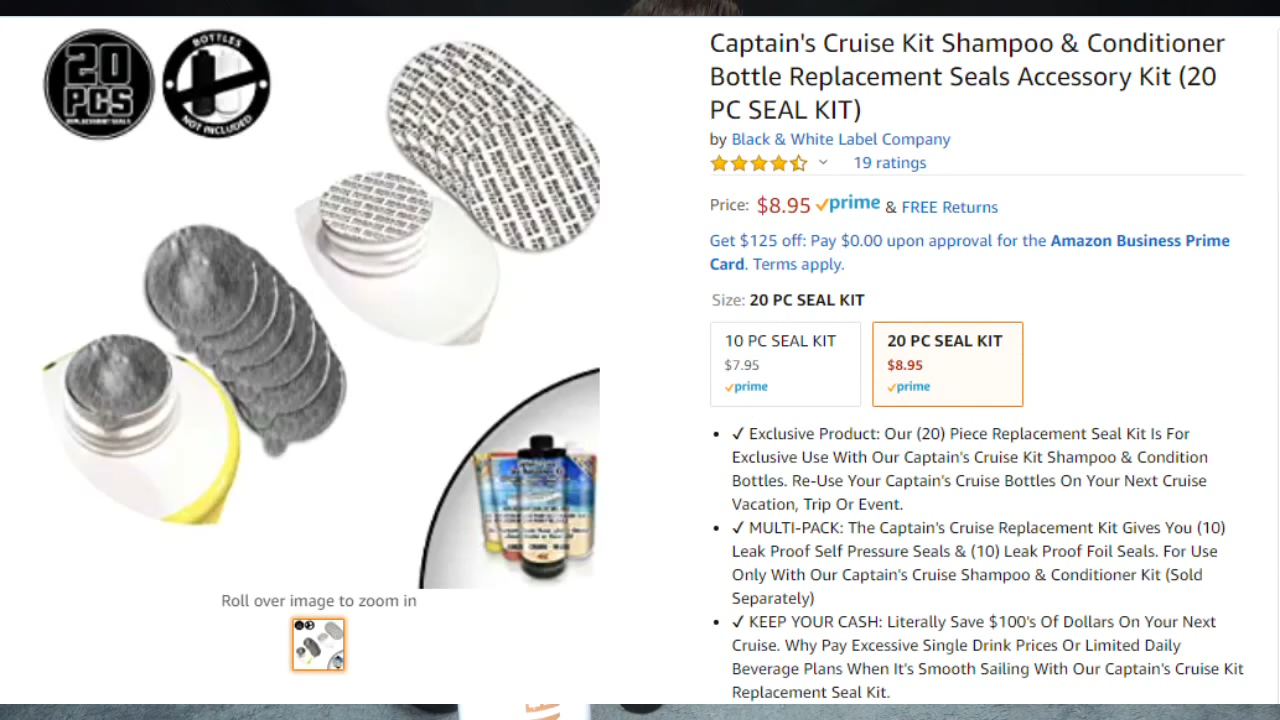 20
PCS
REPLACEMENT SEALS
BOTTLES
NOT INCLUDED
Roll over image to zoom in
Captain's Cruise Kit Shampoo & Conditioner
Bottle Replacement Seals Accessory Kit (20
PC SEAL KIT)
by Black & White Label Company
19 ratings
Price: $8.95 prime & FREE Returns
Get $125 off: Pay $0.00 upon approval for the Amazon Business Prime
Card. Terms apply.
Size: 20 PC SEAL KIT
10 PC SEAL KIT
$7.95
prime
20 PC SEAL KIT
$8.95
prime
• ✓ Exclusive Product: Our (20) Piece Replacement Seal Kit Is For
Exclusive Use With Our Captain's Cruise Kit Shampoo & Condition
Bottles. Re-Use Your Captain's Cruise Bottles On Your Next Cruise
Vacation, Trip Or Event.
• ✓ MULTI-PACK: The Captain's Cruise Replacement Kit Gives You (10)
Leak Proof Self Pressure Seals & (10) Leak Proof Foil Seals. For Use
Only With Our Captain's Cruise Shampoo & Conditioner Kit (Sold
Separately)
• ✓ KEEP YOUR CASH: Literally Save $100's Of Dollars On Your Next
Cruise. Why Pay Excessive Single Drink Prices Or Limited Daily
Beverage Plans When It's Smooth Sailing With Our Captain's Cruise Kit
Replacement Seal Kit.